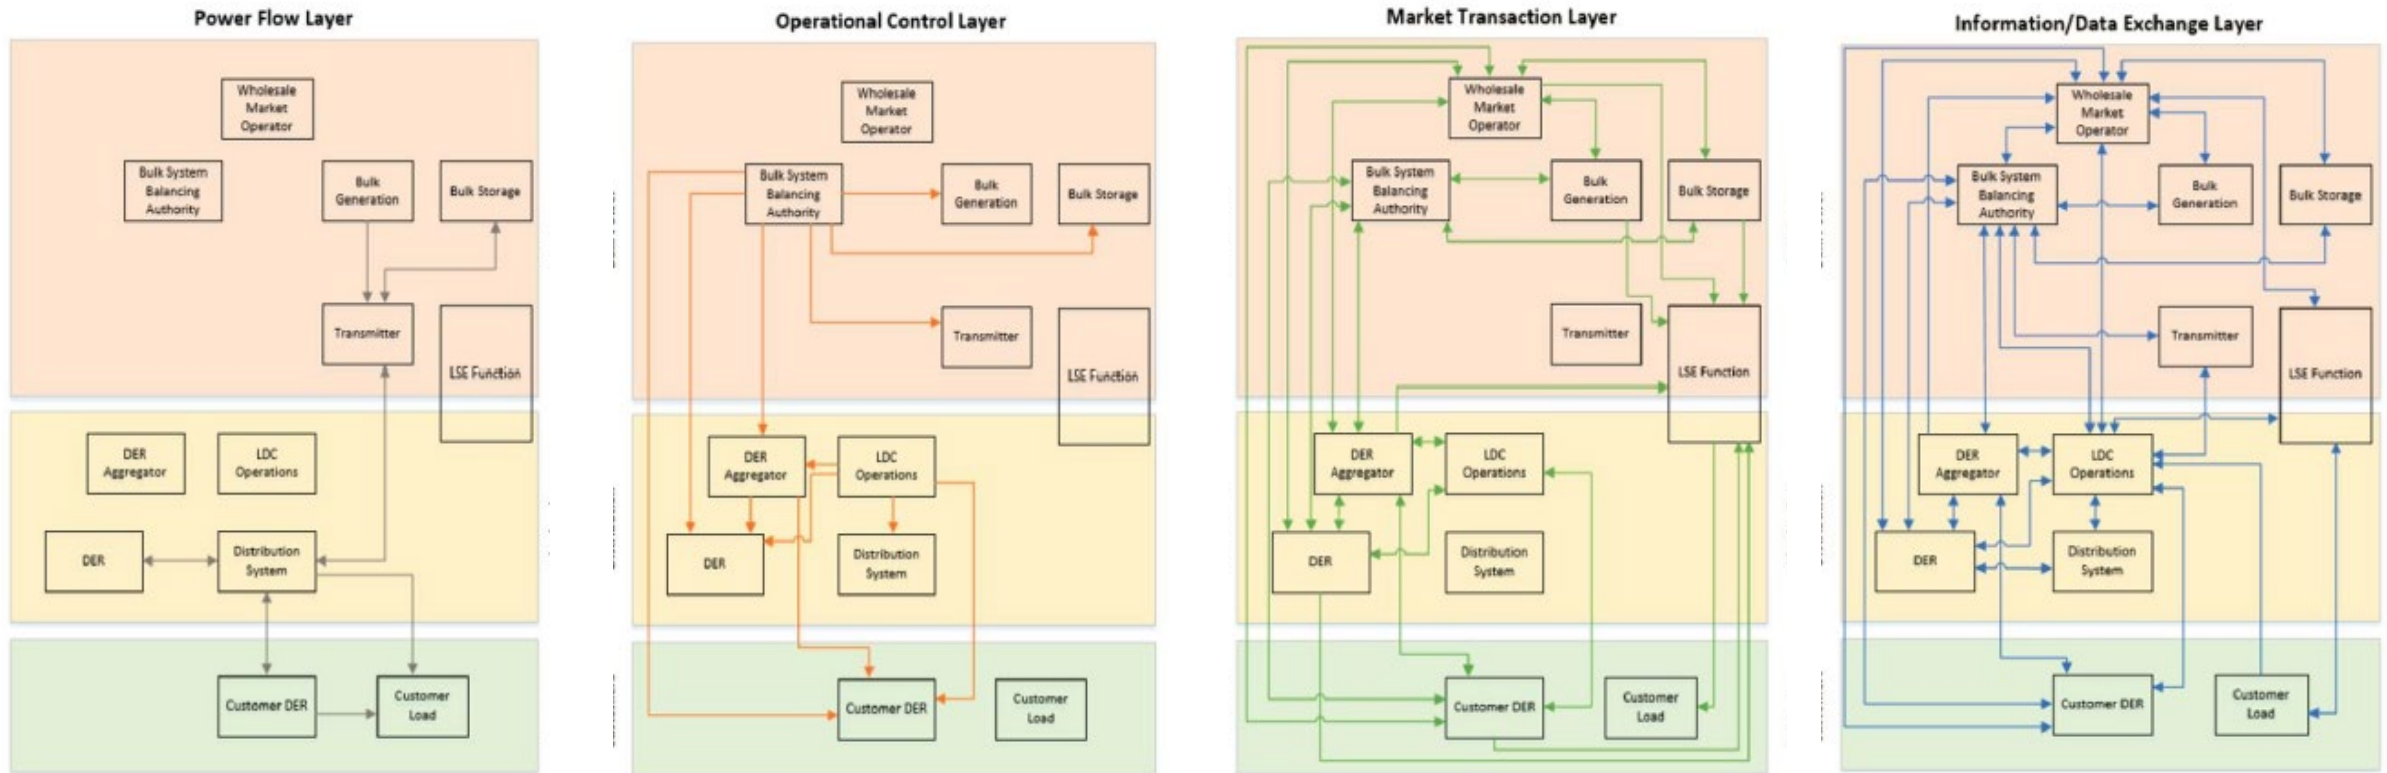 Power Flow Layer
Wholesale
Market
Operator
Bulk System
Balancing
Authority
Bulk
Generation
Bulk Storage
Transmitter
LSE Function
DER
Aggregator
LDC
Operations
DER
Distribution
System
Customer DER
Customer
Load
Operational Control Layer
Wholesale
Market
Operator
Bulk System
Balancing
Authority
Bulk
Generation
Bulk Storage
Transmitter
LSE Function
DER
Aggregator
LDC
Operations
DER
Distribution
System
Customer DER
Customer
Load
Market Transaction Layer
Wholesale
Market
Operator
Bulk System
Balancing
Authority
Bulk
Generation
Bulk Storage
Transmitter
LSE Function
DER
Aggregator
LDC
Operations
DER
Distribution
System
Customer DER
Customer
Load
Information/Data Exchange Layer
Wholesale
Market
Operator
Bulk System
Balancing
Authority
Bulk
Generation
Bulk Storage
Transmitter
LSE Function
DER
Aggregator
LDC
Operations
DER
Distribution
System
Customer DER
Customer
Load